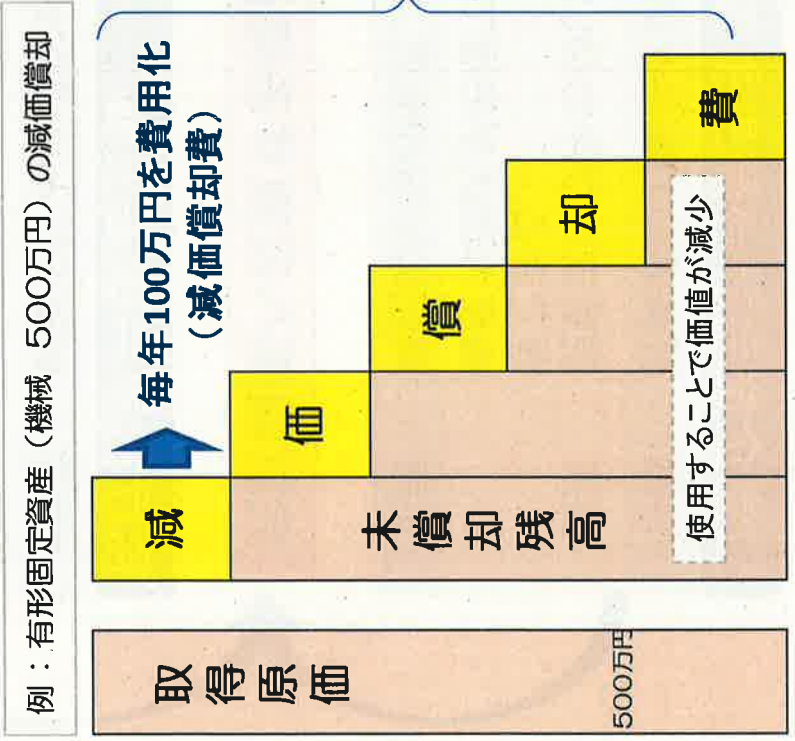 例：有形固定資産（機械 500万円）の減価償却
毎年100万円を費用化
（減価償却費）
取得原価
500万円
減
価
償
却
費
未償却残高
使用することで価値が減少